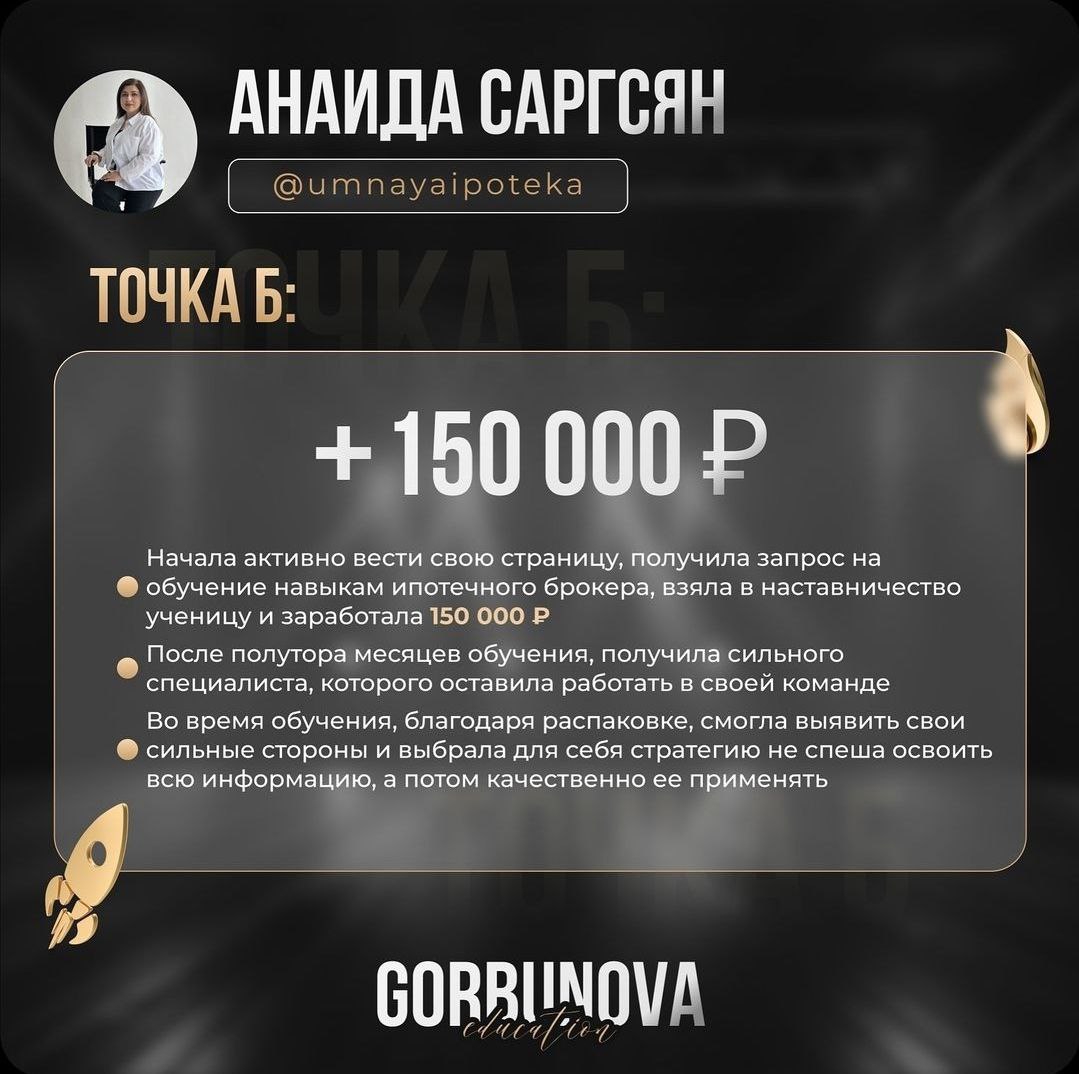 АНАИДА САРГСЯН
@umnayaipoteka
ТОЧКА Б:
+ 150 000 ₽
Начала активно вести свою страницу, получила запрос на
обучение навыкам ипотечного брокера, взяла в наставничество
ученицу и заработала 150 000 ₽
После полутора месяцев обучения, получила сильного
специалиста, которого оставила работать в своей команде
Во время обучения, благодаря распаковке, смогла выявить свои
сильные стороны и выбрала для себя стратегию не спеша освоить
всю информацию, а потом качественно ее применять
GORBUNOVA
education